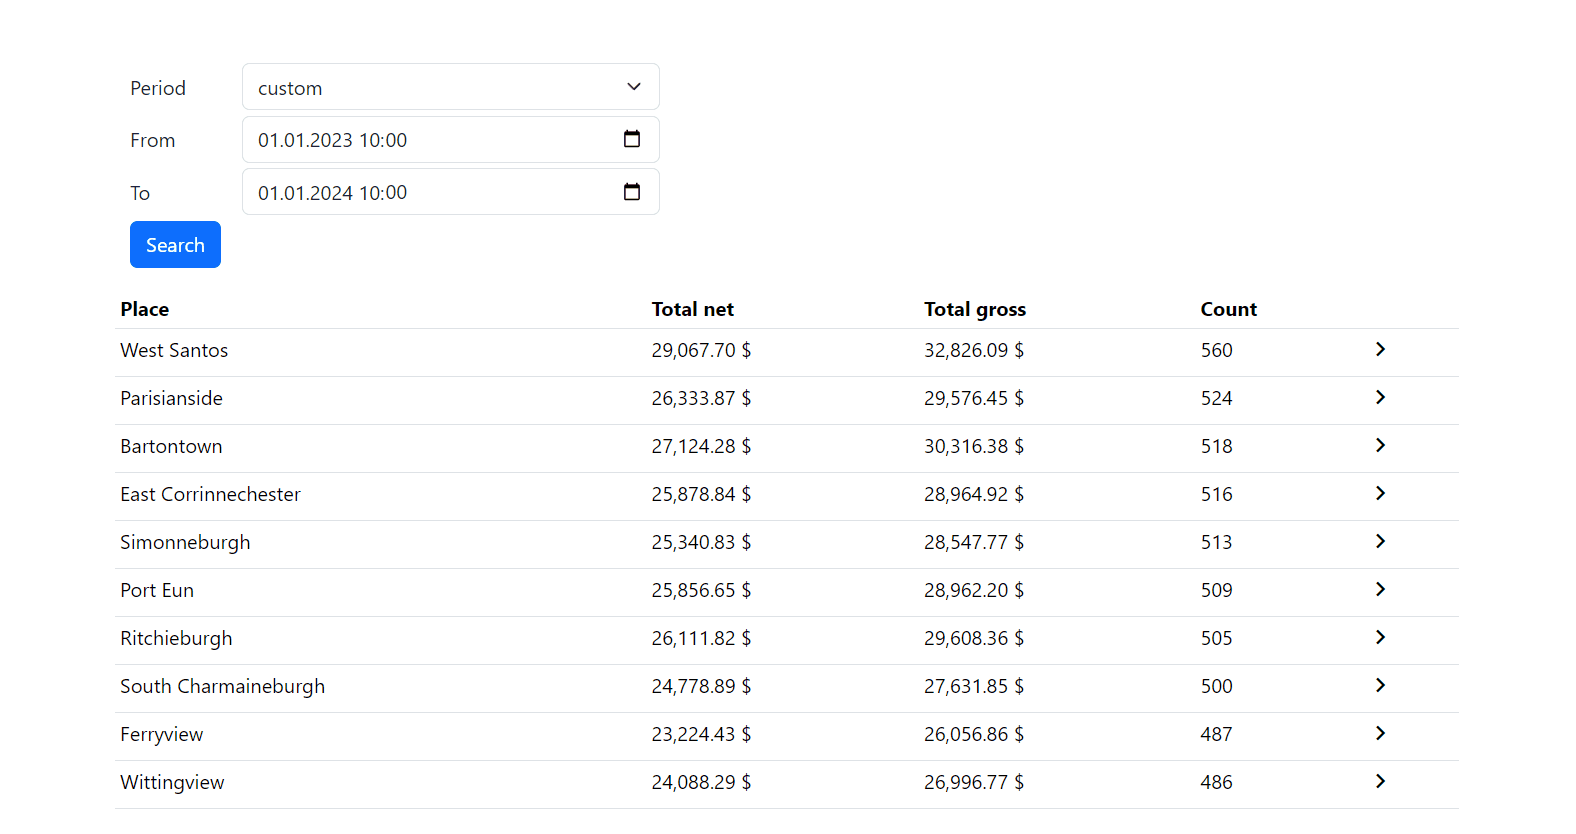 Period custom
From 01.01.2023 10:00
To 01.01.2024 10:00
Search
Place Total net Total gross Count
West Santos 29,067.70 $ 32,826.09 $ 560
Parisianside 26,333.87 $ 29,576.45 $ 524
Bartontown 27,124.28 $ 30,316.38 $ 518
East Corrinnechester 25,878.84 $ 28,964.92 $ 516
Simonneburgh 25,340.83 $ 28,547.77 $ 513
Port Eun 25,856.65 $ 28,962.20 $ 509
Ritchieburgh 26,111.82 $ 29,608.36 $ 505
South Charmaineburgh 24,778.89 $ 27,631.85 $ 500
Ferryview 23,224.43 $ 26,056.86 $ 487
Wittingview 24,088.29 $ 26,996.77 $ 486